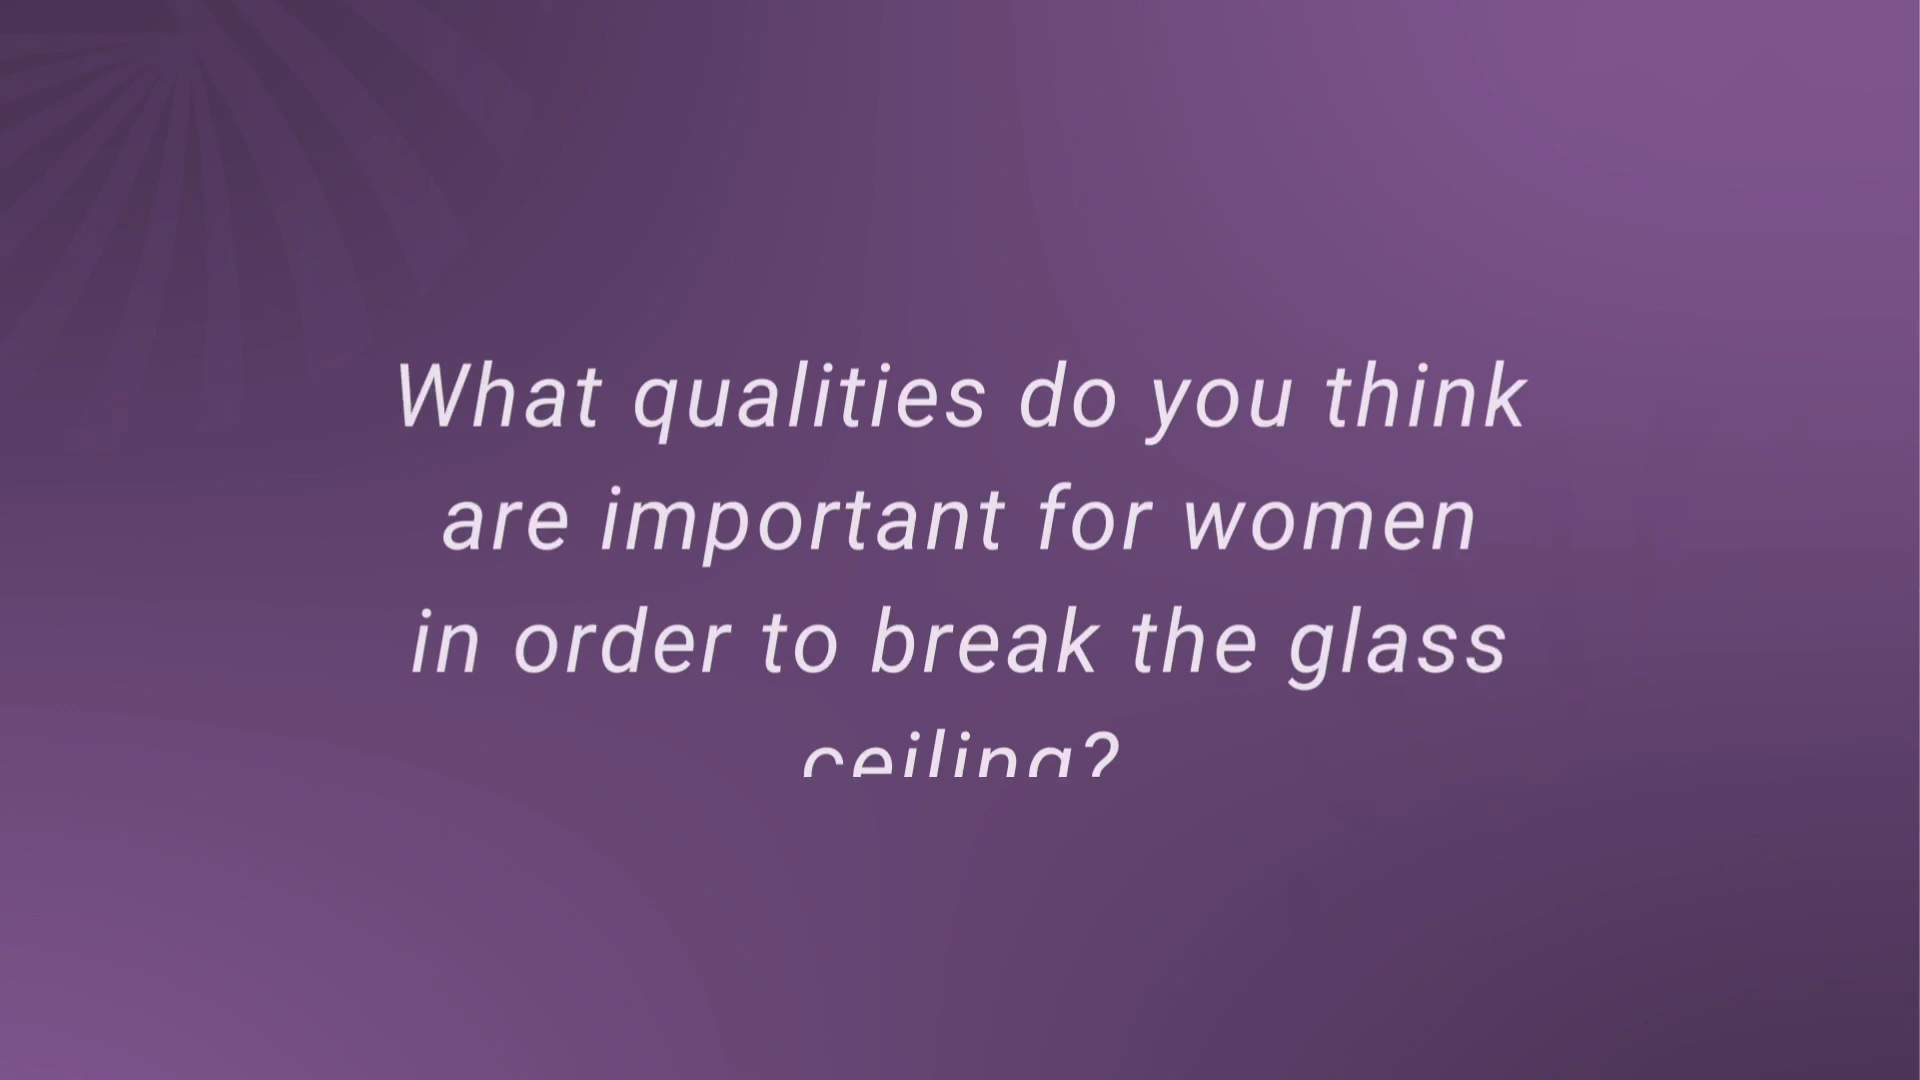 What qualities do you think
are important for women
in order to break the glass
ceiling?